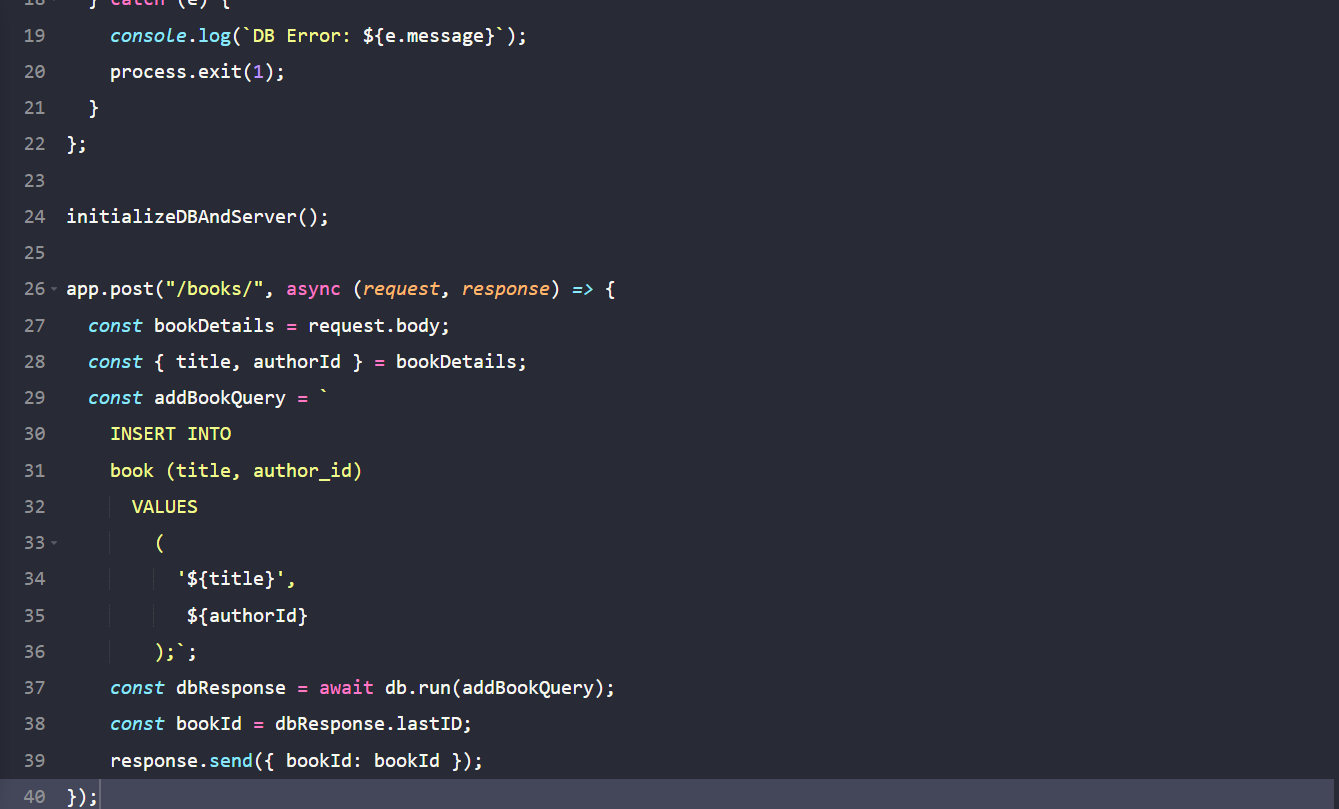 18 } catch (e) {
19 console.log(`DB Error: ${e.message}`);
20 process.exit(1);
21 }
22 };
23
24 initializeDBAndServer();
25
26 app.post("/books/", async (request, response) => {
27 const bookDetails = request.body;
28 const { title, authorId } = bookDetails;
29 const addBookQuery = `
30 INSERT INTO
31 book (title, author_id)
32 VALUES
33 (
34 '${title}',
35 ${authorId}
36 );`;
37 const dbResponse = await db.run(addBookQuery);
38 const bookId = dbResponse.lastID;
39 response.send({ bookId: bookId });
40 });